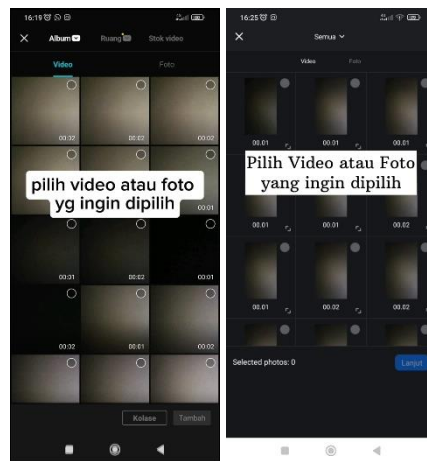 16:19
Album
Ruang
Stok video
Video
Foto
00:02
00:02
00:02
00:01
pilih video atau foto
yg ingin dipilih
00:01
00:02
00:01
00:02
00:01
00:02
Kolase
Tambah
16:25
Semua
Video
Foto
00.01
00.01
00.01
Pilih Video atau Foto
yang ingin dipilih
00.01
00.01
00.02
00.01
00.02
00.02
Selected photos: 0
Lanjut